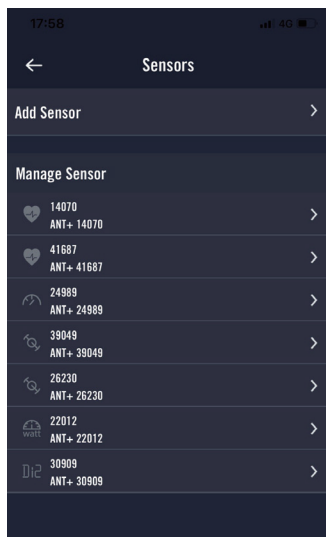 17:58
4G
Sensors
Add Sensor
Manage Sensor
14070
ANT+ 14070
41687
ANT+ 41687
24989
ANT+ 24989
39049
ANT+ 39049
26230
ANT+ 26230
22012
watt
ANT+ 22012
30909
Di2
ANT+ 30909